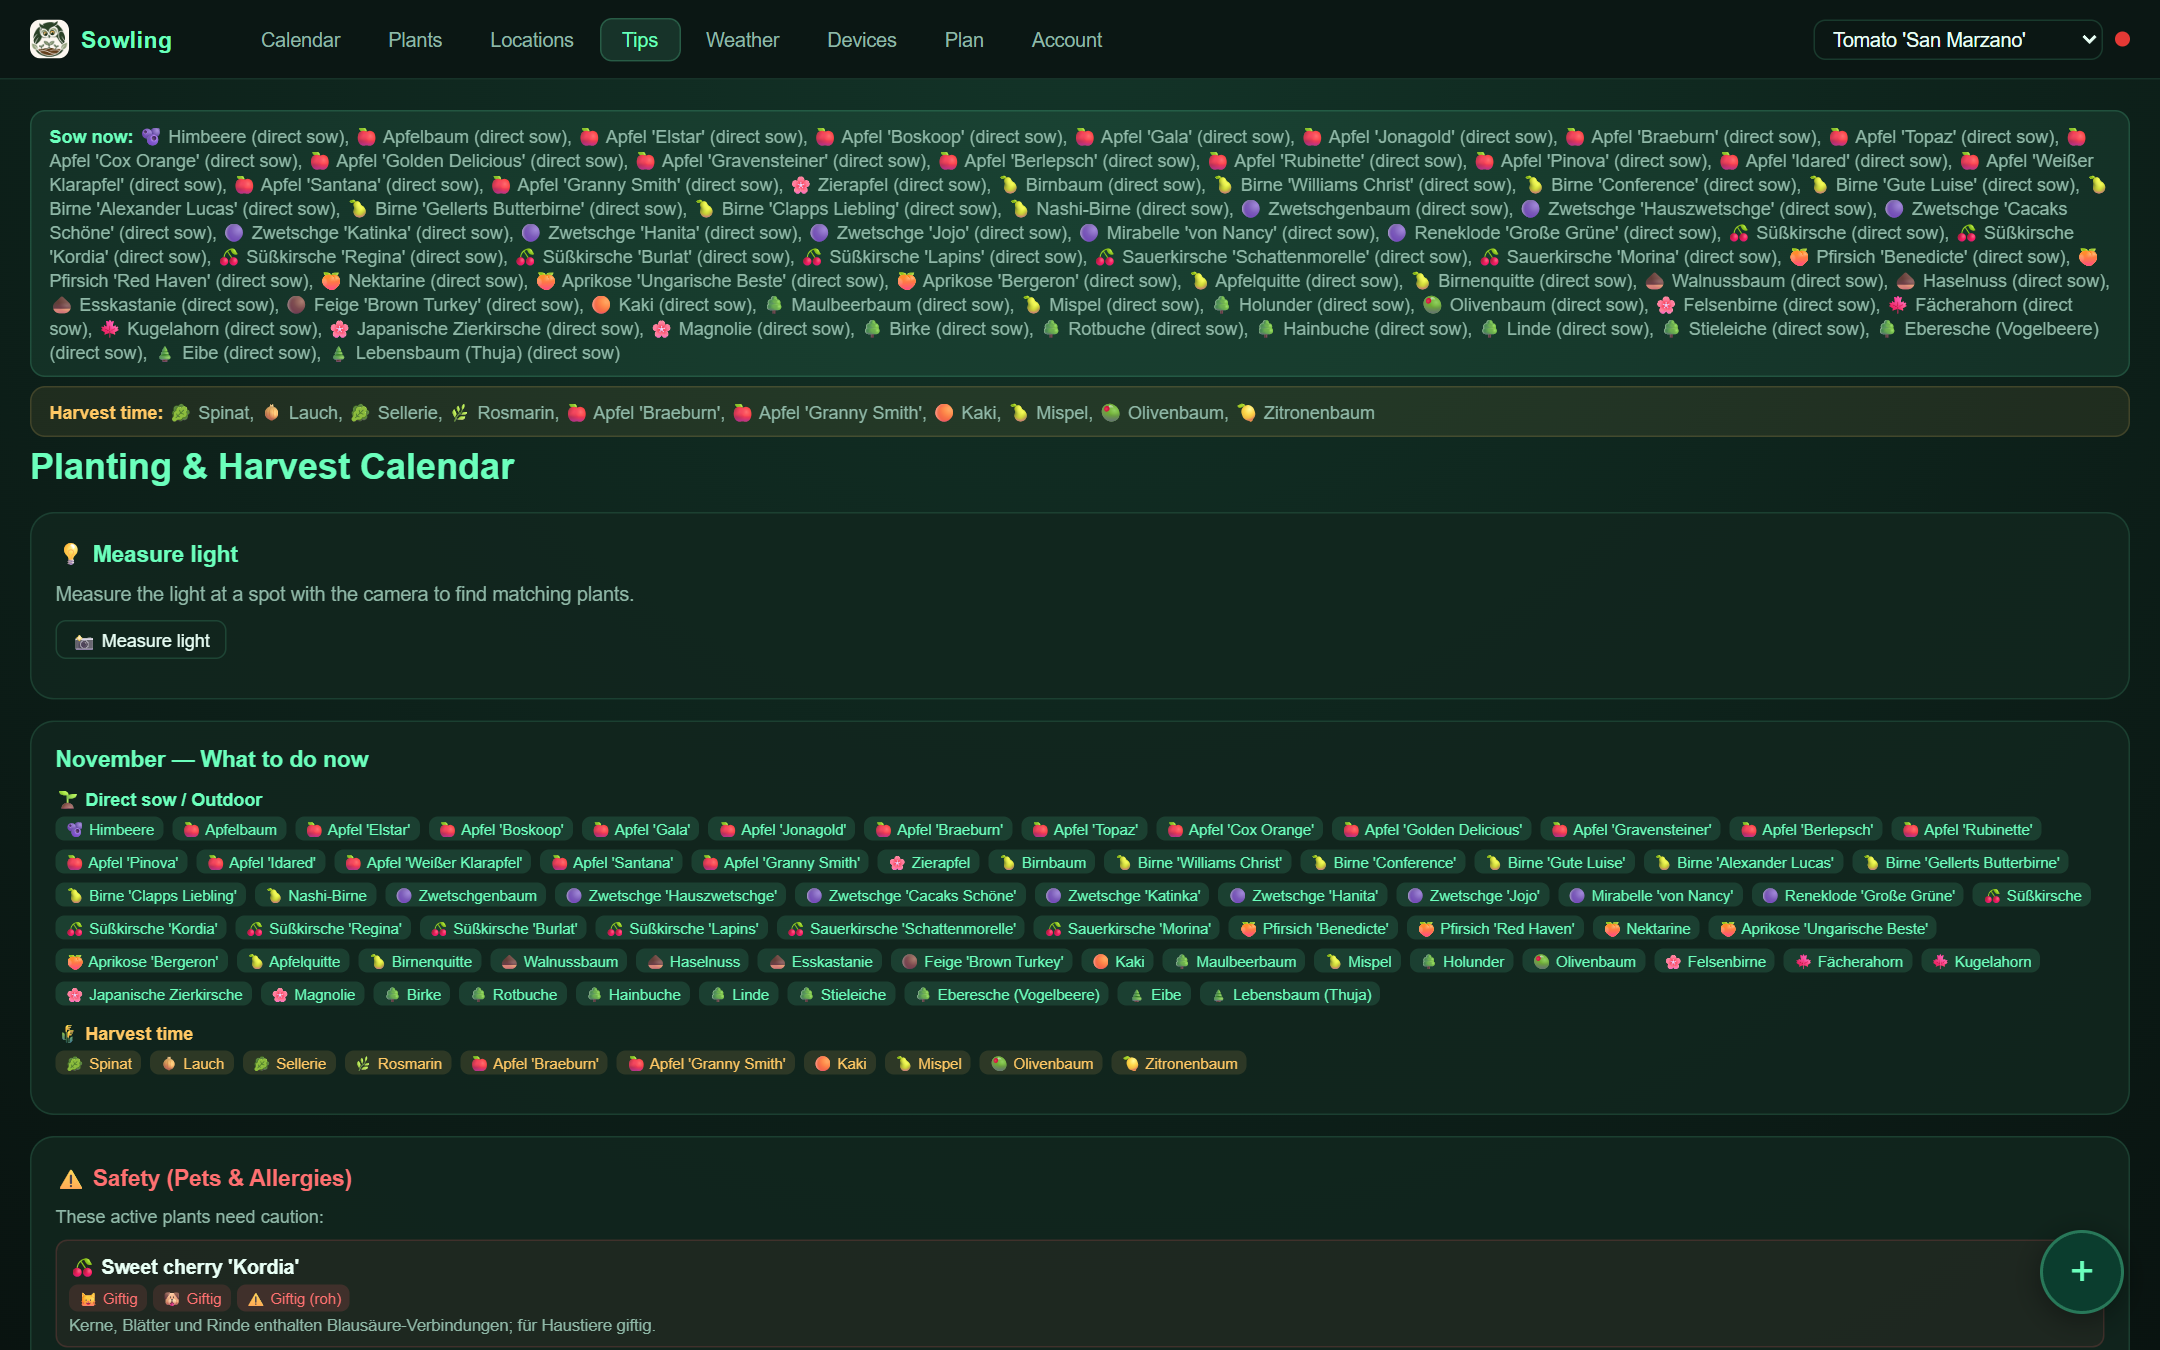 Sowling
Calendar
Plants
Locations
Tips
Weather
Devices
Plan
Account
Tomato 'San Marzano'
Sow now: Himbeere (direct sow), Apfelbaum (direct sow), Apfel 'Elstar' (direct sow), Apfel 'Boskoop' (direct sow), Apfel 'Gala' (direct sow), Apfel 'Jonagold' (direct sow), Apfel 'Braeburn' (direct sow), Apfel 'Topaz' (direct sow),
Apfel 'Cox Orange' (direct sow), Apfel 'Golden Delicious' (direct sow), Apfel 'Gravensteiner' (direct sow), Apfel 'Berlepsch' (direct sow), Apfel 'Rubinette' (direct sow), Apfel 'Pinova' (direct sow), Apfel 'Idared' (direct sow), Apfel 'Weißer
Klarapfel' (direct sow), Apfel 'Santana' (direct sow), Apfel 'Granny Smith' (direct sow), Zierapfel (direct sow), Birnbaum (direct sow), Birne 'Williams Christ' (direct sow), Birne 'Conference' (direct sow), Birne 'Gute Luise' (direct sow),
Birne 'Alexander Lucas' (direct sow), Birne 'Gellerts Butterbirne' (direct sow), Birne 'Clapps Liebling' (direct sow), Nashi-Birne (direct sow), Zwetschgenbaum (direct sow), Zwetschge 'Hauszwetschge' (direct sow), Zwetschge 'Cacaks
Schöne' (direct sow), Zwetschge 'Katinka' (direct sow), Zwetschge 'Hanita' (direct sow), Zwetschge 'Jojo' (direct sow), Mirabelle 'von Nancy' (direct sow), Reneklode 'Große Grüne' (direct sow), Süßkirsche (direct sow), Süßkirsche
'Kordia' (direct sow), Süßkirsche 'Regina' (direct sow), Süßkirsche 'Burlat' (direct sow), Süßkirsche 'Lapins' (direct sow), Sauerkirsche 'Schattenmorelle' (direct sow), Sauerkirsche 'Morina' (direct sow), Pfirsich 'Benedicte' (direct sow),
Pfirsich 'Red Haven' (direct sow), Nektarine (direct sow), Aprikose 'Ungarische Beste' (direct sow), Aprikose 'Bergeron' (direct sow), Apfelquitte (direct sow), Birnenquitte (direct sow), Walnussbaum (direct sow), Haselnuss (direct sow),
Esskastanie (direct sow), Feige 'Brown Turkey' (direct sow), Kaki (direct sow), Maulbeerbaum (direct sow), Mispel (direct sow), Holunder (direct sow), Olivenbaum (direct sow), Felsenbirne (direct sow), Fächerahorn (direct
sow), Kugelahorn (direct sow), Japanische Zierkirsche (direct sow), Magnolie (direct sow), Birke (direct sow), Rotbuche (direct sow), Hainbuche (direct sow), Linde (direct sow), Stieleiche (direct sow), Eberesche (Vogelbeere)
(direct sow), Eibe (direct sow), Lebensbaum (Thuja) (direct sow)
Harvest time: Spinat, Lauch, Sellerie, Rosmarin, Apfel 'Braeburn', Apfel 'Granny Smith', Kaki, Mispel, Olivenbaum, Zitronenbaum
Planting & Harvest Calendar
Measure light
Measure the light at a spot with the camera to find matching plants.
Measure light
November — What to do now
Direct sow / Outdoor
Himbeere Apfelbaum Apfel 'Elstar' Apfel 'Boskoop' Apfel 'Gala' Apfel 'Jonagold' Apfel 'Braeburn' Apfel 'Topaz' Apfel 'Cox Orange' Apfel 'Golden Delicious' Apfel 'Gravensteiner' Apfel 'Berlepsch' Apfel 'Rubinette'
Apfel 'Pinova' Apfel 'Idared' Apfel 'Weißer Klarapfel' Apfel 'Santana' Apfel 'Granny Smith' Zierapfel Birnbaum Birne 'Williams Christ' Birne 'Conference' Birne 'Gute Luise' Birne 'Alexander Lucas' Birne 'Gellerts Butterbirne'
Birne 'Clapps Liebling' Nashi-Birne Zwetschgenbaum Zwetschge 'Hauszwetschge' Zwetschge 'Cacaks Schöne' Zwetschge 'Katinka' Zwetschge 'Hanita' Zwetschge 'Jojo' Mirabelle 'von Nancy' Reneklode 'Große Grüne' Süßkirsche
Süßkirsche 'Kordia' Süßkirsche 'Regina' Süßkirsche 'Burlat' Süßkirsche 'Lapins' Sauerkirsche 'Schattenmorelle' Sauerkirsche 'Morina' Pfirsich 'Benedicte' Pfirsich 'Red Haven' Nektarine Aprikose 'Ungarische Beste'
Aprikose 'Bergeron' Apfelquitte Birnenquitte Walnussbaum Haselnuss Esskastanie Feige 'Brown Turkey' Kaki Maulbeerbaum Mispel Holunder Olivenbaum Felsenbirne Fächerahorn Kugelahorn
Japanische Zierkirsche Magnolie Birke Rotbuche Hainbuche Linde Stieleiche Eberesche (Vogelbeere) Eibe Lebensbaum (Thuja)
Harvest time
Spinat Lauch Sellerie Rosmarin Apfel 'Braeburn' Apfel 'Granny Smith' Kaki Mispel Olivenbaum Zitronenbaum
Safety (Pets & Allergies)
These active plants need caution:
Sweet cherry 'Kordia'
Giftig Giftig Giftig (roh)
Kerne, Blätter und Rinde enthalten Blausäure-Verbindungen; für Haustiere giftig.
+